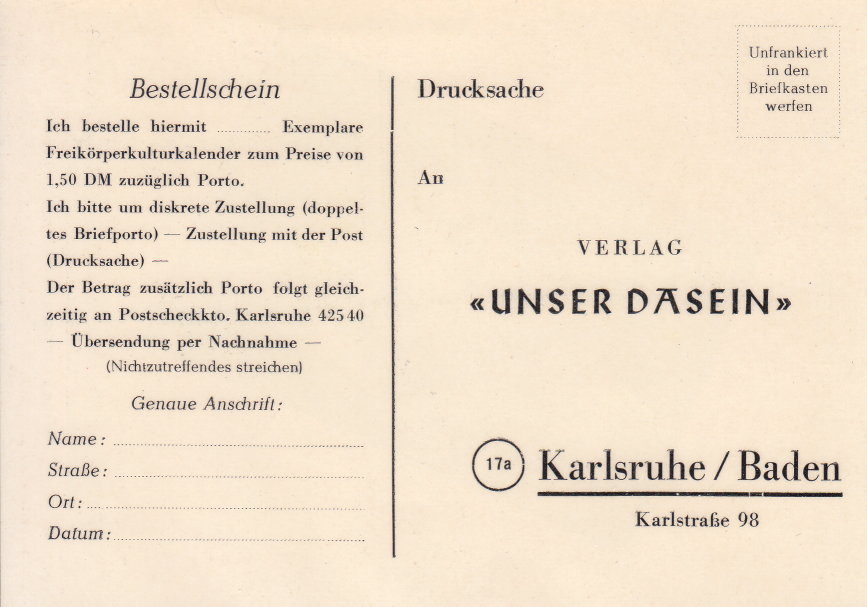 Bestellschein
Ich bestelle hiermit ............ Exemplare
Freikörperkulturkalender zum Preise von
1,50 DM zuzüglich Porto.
Ich bitte um diskrete Zustellung (doppel-
tes Briefporto) — Zustellung mit der Post
(Drucksache) —
Der Betrag zusätzlich Porto folgt gleich-
zeitig an Postscheckkto. Karlsruhe 42540
— Übersendung per Nachnahme —
(Nichtzutreffendes streichen)
Genaue Anschrift:
Name:
Straße:
Ort:
Datum:
Drucksache
Unfrankiert
in den
Briefkasten
werfen
An
VERLAG
«UNSER DASEIN»
17a Karlsruhe / Baden
Karlstraße 98